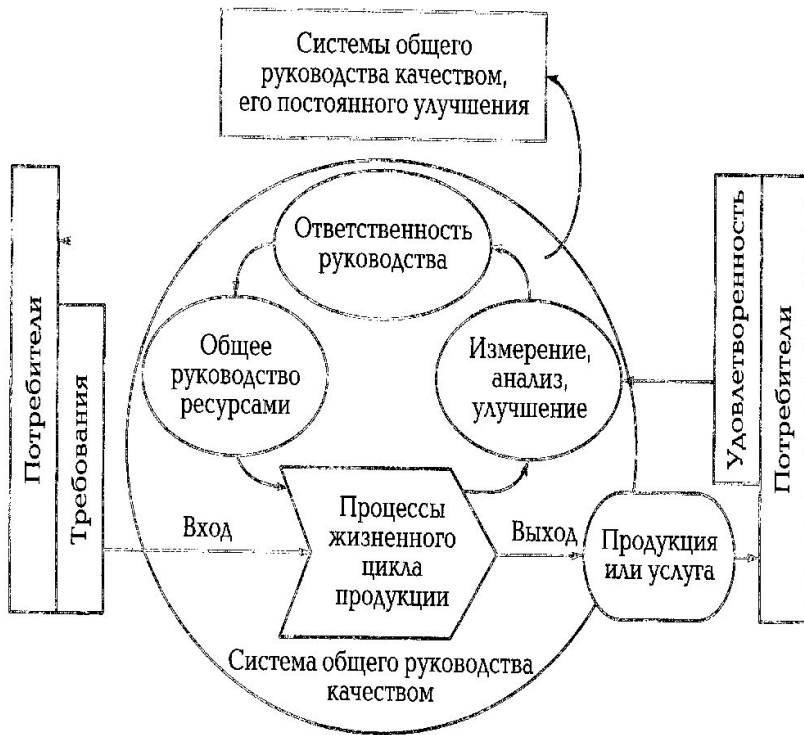 Системы общего
руководства качеством,
его постоянного улучшения
Ответственность
руководства
Общее
руководство
ресурсами
Измерение,
анализ,
улучшение
Потребители
Требования
Удовлетворенность
Потребители
Вход
Процессы
жизненного
цикла
продукции
Выход
Продукция
или услуга
Система общего руководства
качеством